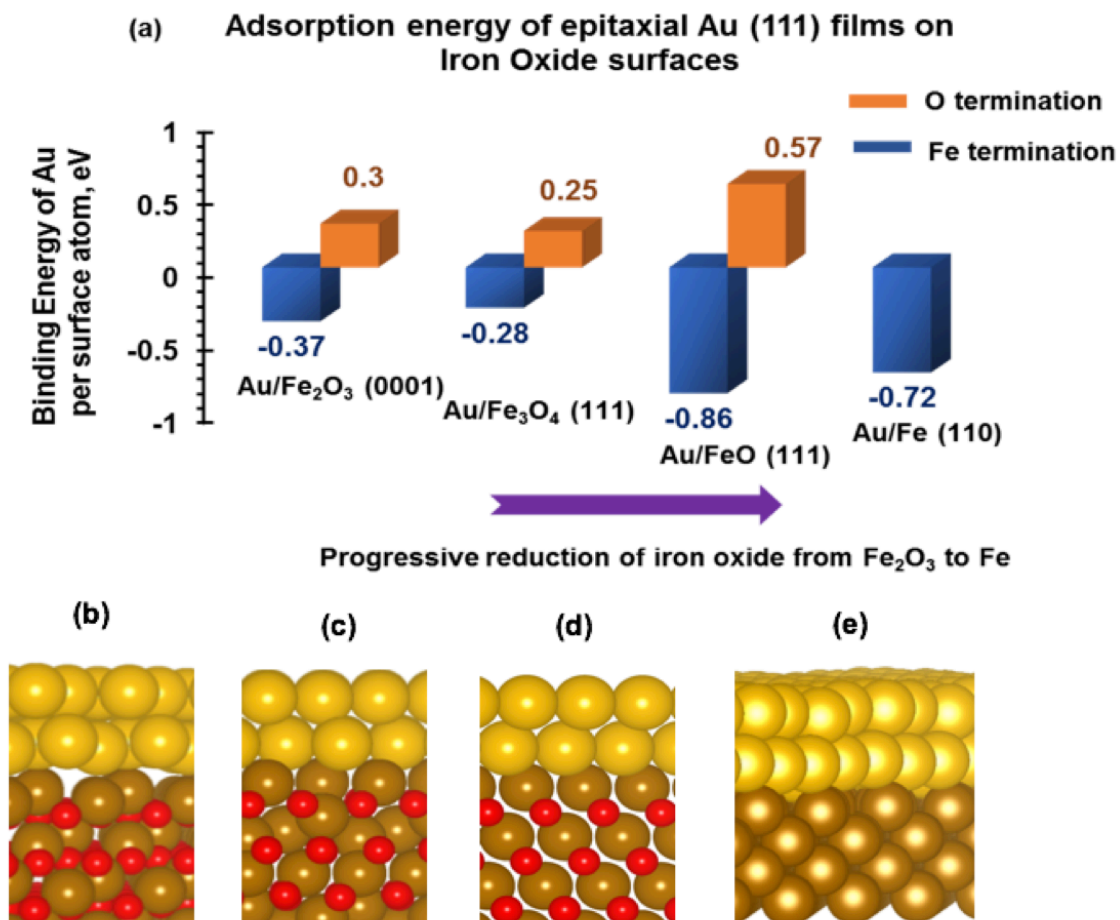 (a)
Adsorption energy of epitaxial Au (111) films on
Iron Oxide surfaces
O termination
Fe termination
Binding Energy of Au
per surface atom, eV
1
0.5
0
-0.5
-1
0.3
0.25
0.57
-0.37
-0.28
-0.86
-0.72
Au/Fe₂O₃ (0001)
Au/Fe₃O₄ (111)
Au/FeO (111)
Au/Fe (110)
Progressive reduction of iron oxide from Fe₂O₃ to Fe
(b)
(c)
(d)
(e)